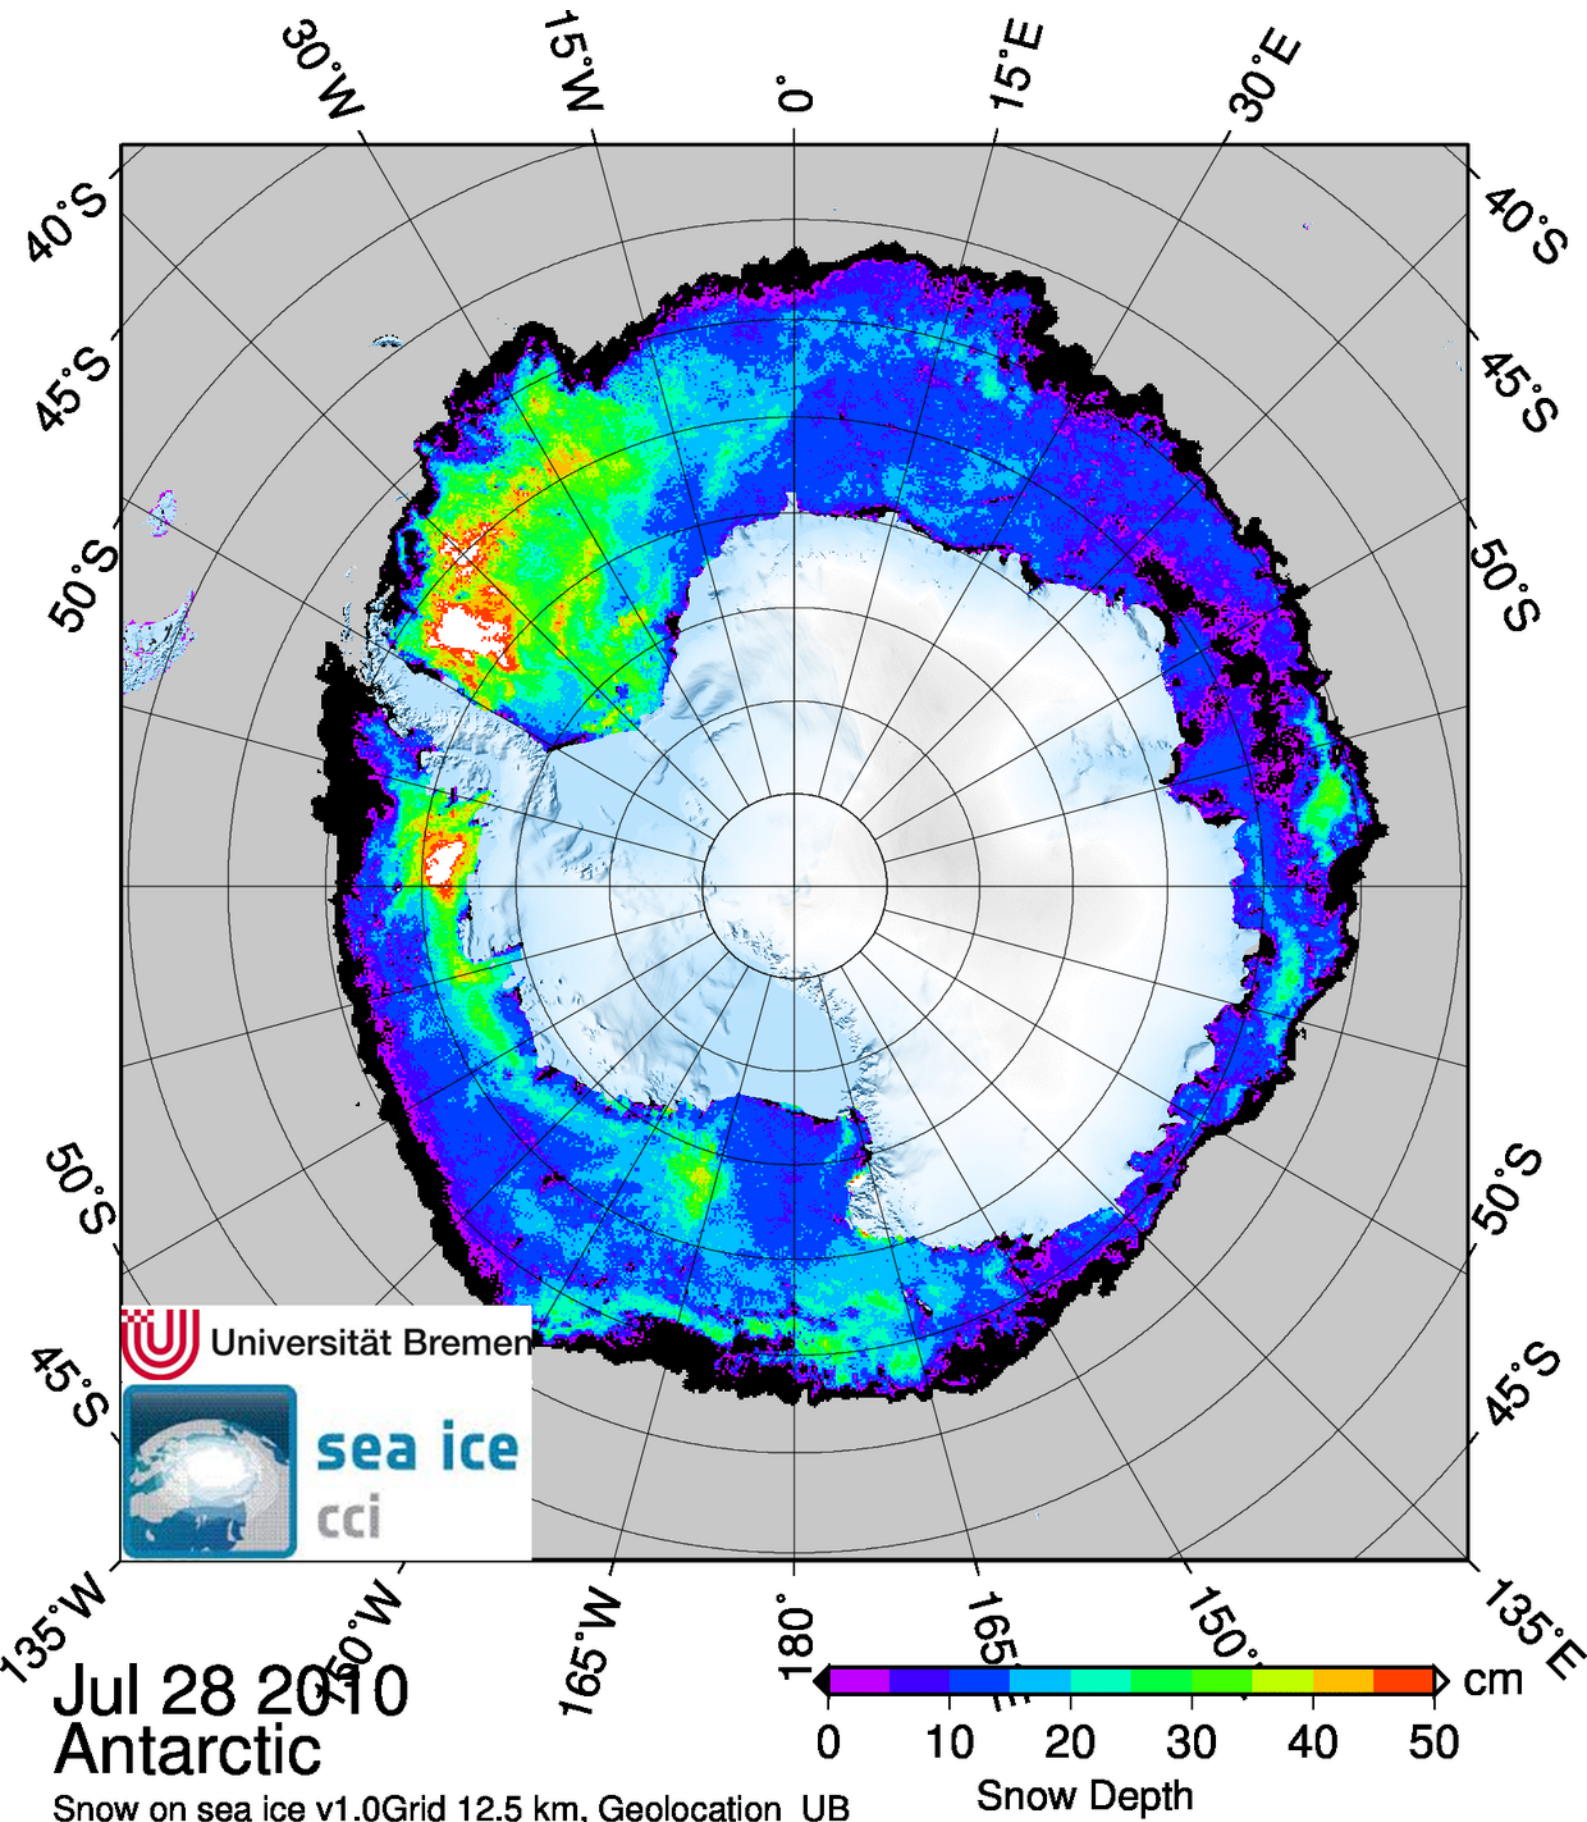 30°W
15°W
0°
15°E
30°E
40°S
40°S
45°S
45°S
50°S
50°S
50°S
50°S
45°S
45°S
Universität Bremen
sea ice
cci
135°W
150°W
165°W
180°
165°E
150°
135°E
Jul 28 2010
Antarctic
Snow on sea ice v1.0Grid 12.5 km, Geolocation UB
cm
0 10 20 30 40 50
Snow Depth